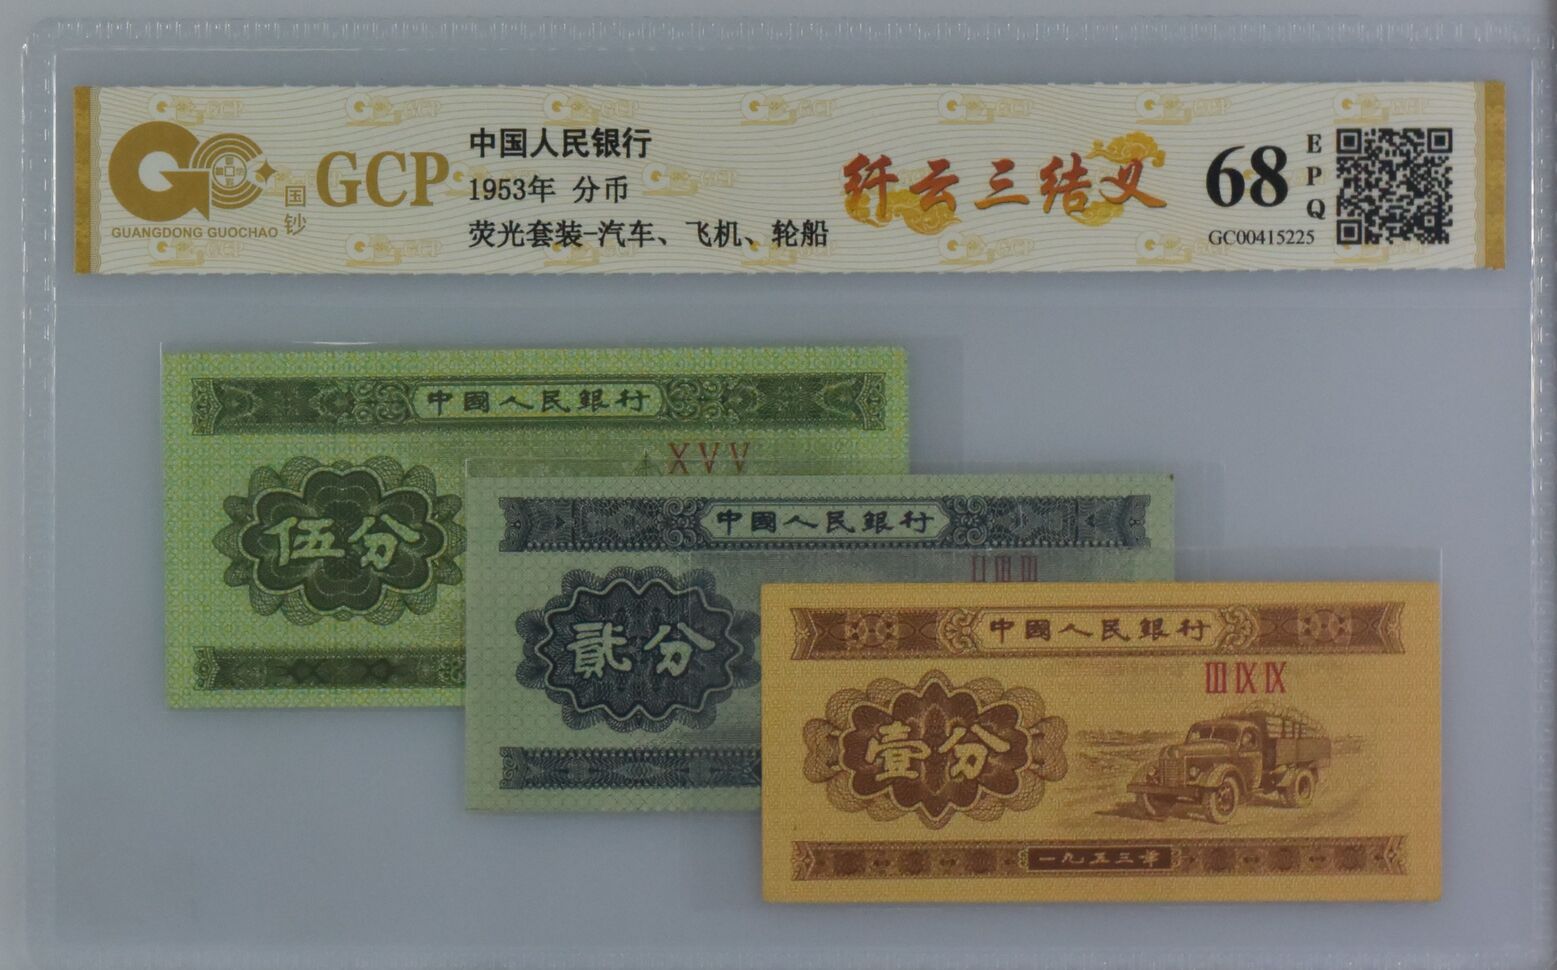 GC
国钞
GUANGDONG GUOCHAO
GCP
中国人民银行
1953年 分币
荧光套装-汽车、飞机、轮船
纤云三结义
68
EPQ
GC00415225
中國人民銀行
XVV
伍分
中國人民銀行
II III III
貳分
中國人民銀行
III IX IX
壹分
一九五三年